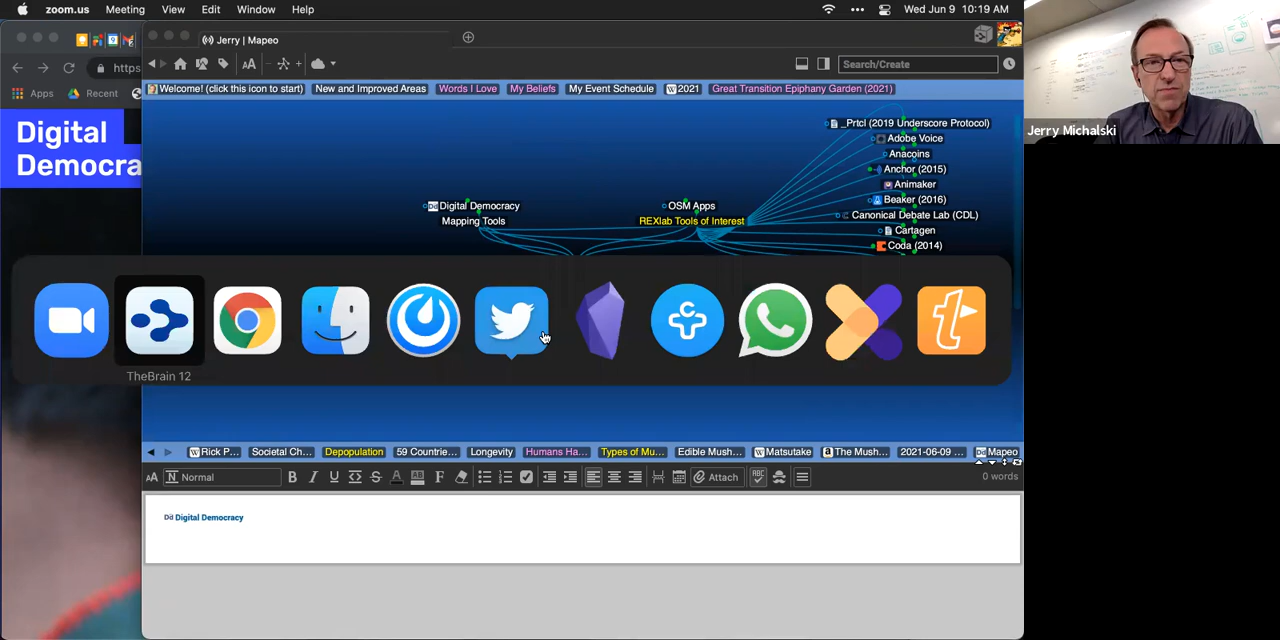 zoom.us Meeting View Edit Window Help Wed Jun 9 10:19 AM
Jerry | Mapeo
https
Search/Create
Apps Recent
Welcome! (click this icon to start) New and Improved Areas Words I Love My Beliefs My Event Schedule 2021 Great Transition Epiphany Garden (2021)
Digital
Democra
_Prtcl (2019 Underscore Protocol)
Adobe Voice
Anacoins
Anchor (2015)
Animaker
Beaker (2016)
Canonical Debate Lab (CDL)
Cartagen
Coda (2014)
Digital Democracy
Mapping Tools
OSM Apps
REXlab Tools of Interest
Jerry Michalski
TheBrain 12
Rick P... Societal Ch... Depopulation 59 Countrie... Longevity Humans Ha... Types of Mu... Edible Mush... Matsutake The Mush... 2021-06-09 ... Mapeo
AA N Normal B I U S A AB F Attach ABC 0 words
Dd Digital Democracy